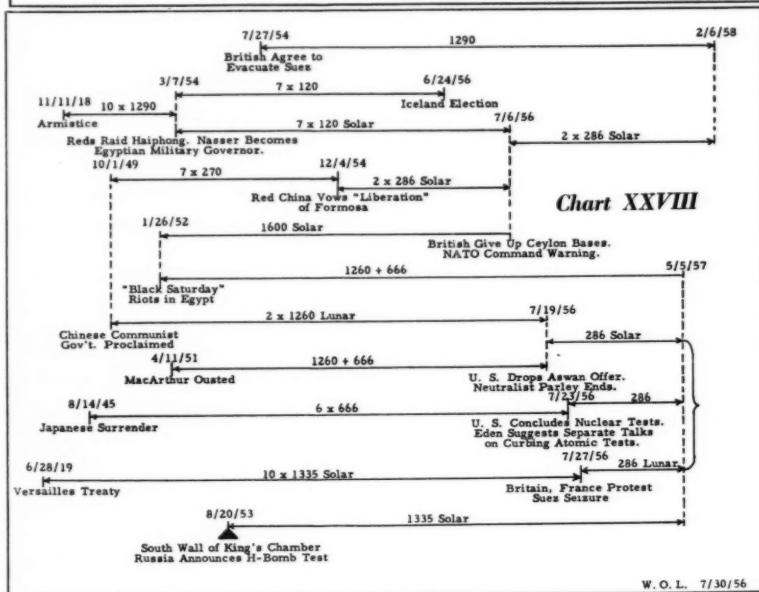 7/27/54
1290
2/6/58
British Agree to
Evacuate Suez
3/7/54
7 x 120
6/24/56
11/11/18
10 x 1290
Iceland Election
Armistice
7 x 120 Solar
7/6/56
Reds Raid Haiphong. Nasser Becomes
Egyptian Military Governor.
2 x 286 Solar
10/1/49
7 x 270
12/4/54
Red China Vows "Liberation"
of Formosa
2 x 286 Solar
Chart XXVIII
1/26/52
1600 Solar
British Give Up Ceylon Bases.
NATO Command Warning.
"Black Saturday"
Riots in Egypt
1260 + 666
5/5/57
Chinese Communist
Gov't. Proclaimed
2 x 1260 Lunar
7/19/56
286 Solar
4/11/51
1260 + 666
MacArthur Ousted
U. S. Drops Aswan Offer.
Neutralist Parley Ends.
8/14/45
6 x 666
7/23/56
286
Japanese Surrender
U. S. Concludes Nuclear Tests.
Eden Suggests Separate Talks
on Curbing Atomic Tests.
6/28/19
10 x 1335 Solar
7/27/56
286 Lunar
Versailles Treaty
Britain, France Protest
Suez Seizure
8/20/53
1335 Solar
South Wall of King's Chamber
Russia Announces H-Bomb Test
W. O. L. 7/30/56